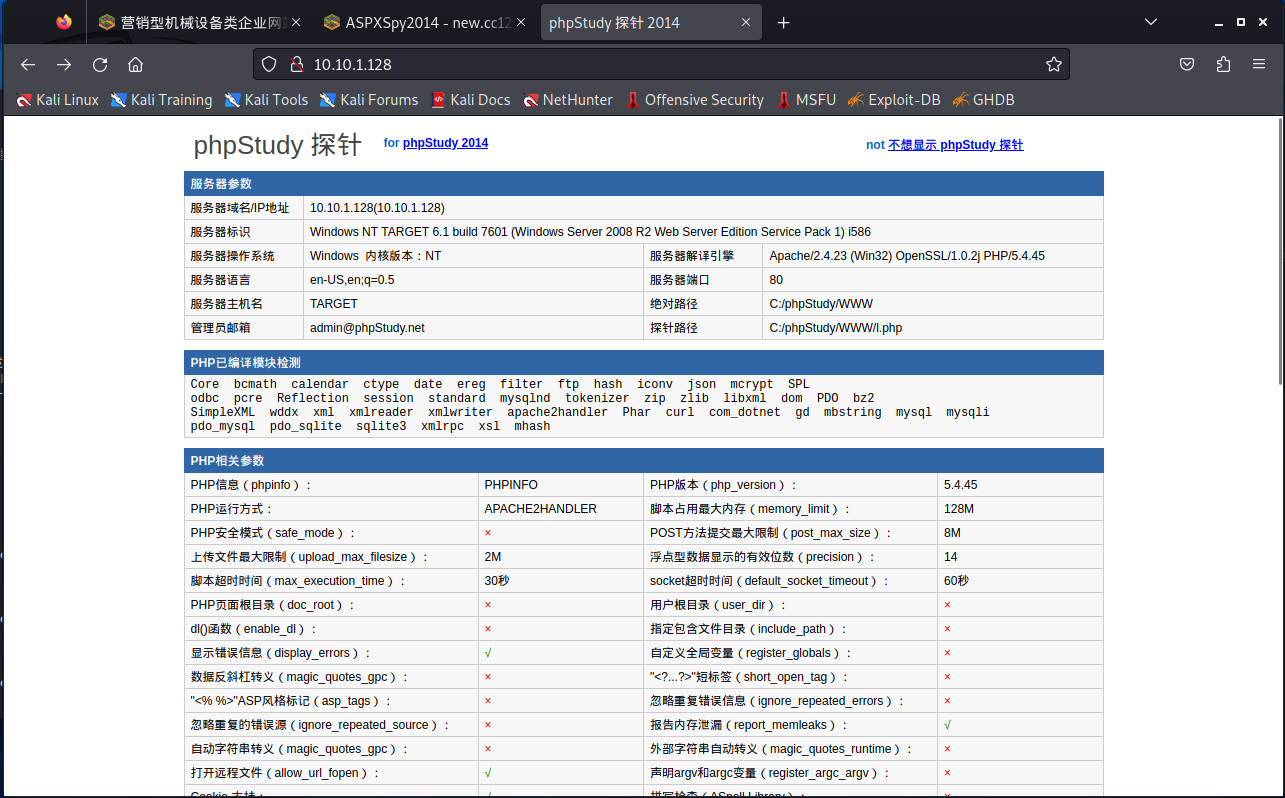 营销型机械设备类企业网 ASPXSpy2014 - new.cc12 phpStudy 探针 2014
10.10.1.128
Kali Linux Kali Training Kali Tools Kali Forums Kali Docs NetHunter Offensive Security MSFU Exploit-DB GHDB
phpStudy 探针 for phpStudy 2014 not 不想显示 phpStudy 探针
服务器参数
服务器域名/IP地址 10.10.1.128(10.10.1.128)
服务器标识 Windows NT TARGET 6.1 build 7601 (Windows Server 2008 R2 Web Server Edition Service Pack 1) i586
服务器操作系统 Windows 内核版本：NT 服务器解译引擎 Apache/2.4.23 (Win32) OpenSSL/1.0.2j PHP/5.4.45
服务器语言 en-US,en;q=0.5 服务器端口 80
服务器主机名 TARGET 绝对路径 C:/phpStudy/WWW
管理员邮箱 admin@phpStudy.net 探针路径 C:/phpStudy/WWW/l.php
PHP已编译模块检测
Core bcmath calendar ctype date ereg filter ftp hash iconv json mcrypt SPL
odbc pcre Reflection session standard mysqlnd tokenizer zip zlib libxml dom PDO bz2
SimpleXML wddx xml xmlreader xmlwriter apache2handler Phar curl com_dotnet gd mbstring mysql mysqli
pdo_mysql pdo_sqlite sqlite3 xmlrpc xsl mhash
PHP相关参数
PHP信息（phpinfo）： PHPINFO PHP版本（php_version）： 5.4.45
PHP运行方式： APACHE2HANDLER 脚本占用最大内存（memory_limit）： 128M
PHP安全模式（safe_mode）： × POST方法提交最大限制（post_max_size）： 8M
上传文件最大限制（upload_max_filesize）： 2M 浮点型数据显示的有效位数（precision）： 14
脚本超时时间（max_execution_time）： 30秒 socket超时时间（default_socket_timeout）： 60秒
PHP页面根目录（doc_root）： × 用户根目录（user_dir）： ×
dl()函数（enable_dl）： × 指定包含文件目录（include_path）： ×
显示错误信息（display_errors）： √ 自定义全局变量（register_globals）： ×
数据反斜杠转义（magic_quotes_gpc）： × "<?...?>"短标签（short_open_tag）： ×
"<% %>"ASP风格标记（asp_tags）： × 忽略重复错误信息（ignore_repeated_errors）： ×
忽略重复的错误源（ignore_repeated_source）： × 报告内存泄漏（report_memleaks）： √
自动字符串转义（magic_quotes_gpc）： × 外部字符串自动转义（magic_quotes_runtime）： ×
打开远程文件（allow_url_fopen）： √ 声明argv和argc变量（register_argc_argv）： ×
Cookie 支持： √ 拼写检查（ASpell Library）： ×